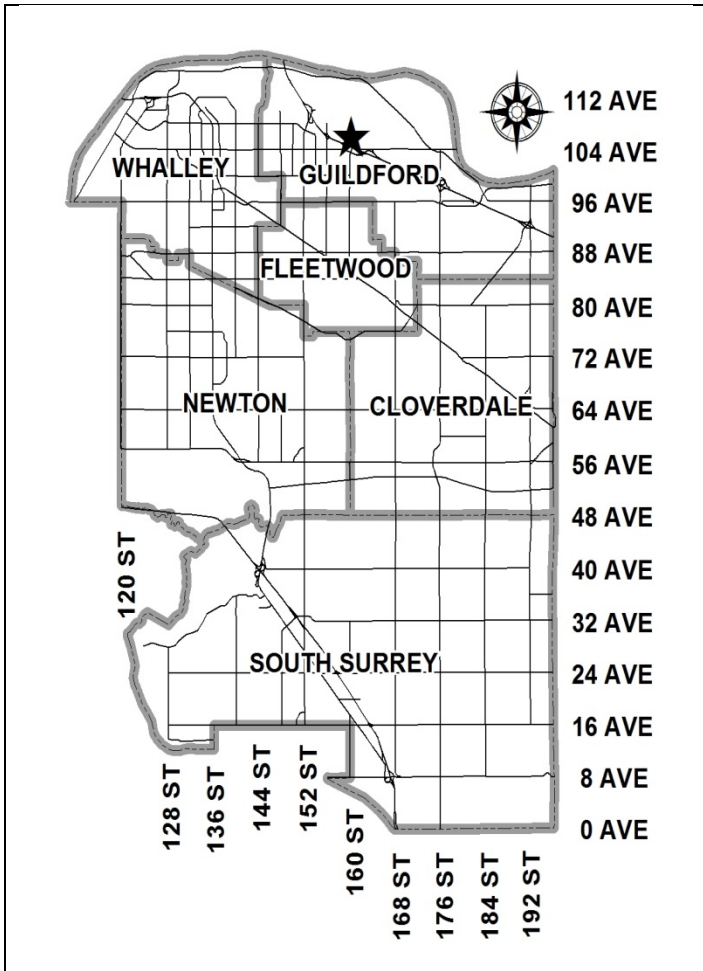 112 AVE
104 AVE
WHALLEY
GUILDFORD
96 AVE
88 AVE
FLEETWOOD
80 AVE
72 AVE
NEWTON
CLOVERDALE
64 AVE
56 AVE
48 AVE
120 ST
40 AVE
32 AVE
SOUTH SURREY
24 AVE
16 AVE
128 ST
136 ST
144 ST
152 ST
8 AVE
0 AVE
160 ST
168 ST
176 ST
184 ST
192 ST